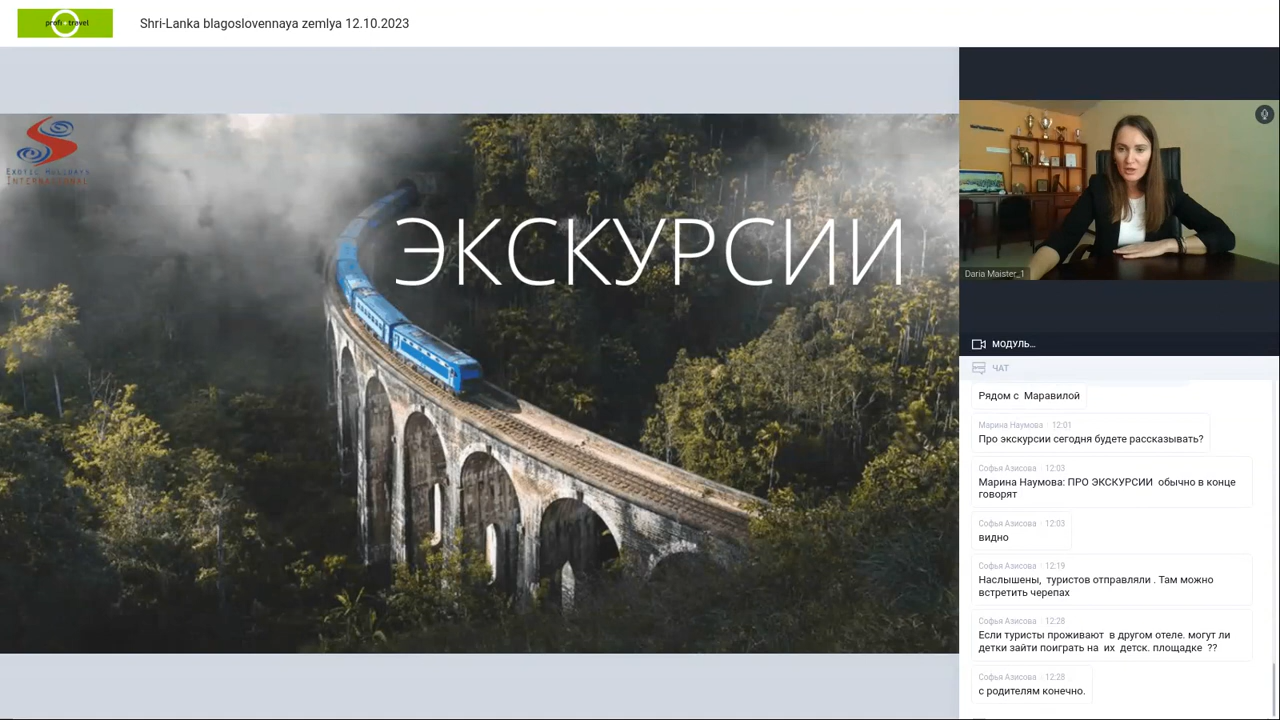 profi travel
Shri-Lanka blagoslovennaya zemlya 12.10.2023
EXOTIC HOLIDAYS
INTERNATIONAL
ЭКСКУРСИИ
Daria Maister_1
МОДУЛЬ...
ЧАТ
Рядом с Маравилой
Марина Наумова 12:01
Про экскурсии сегодня будете рассказывать?
Софья Азисова 12:03
Марина Наумова: ПРО ЭКСКУРСИИ обычно в конце
говорят
Софья Азисова 12:03
видно
Софья Азисова 12:19
Наслышены, туристов отправляли . Там можно
встретить черепах
Софья Азисова 12:28
Если туристы проживают в другом отеле. могут ли
детки зайти поиграть на их детск. площадке ??
Софья Азисова 12:28
с родителям конечно.